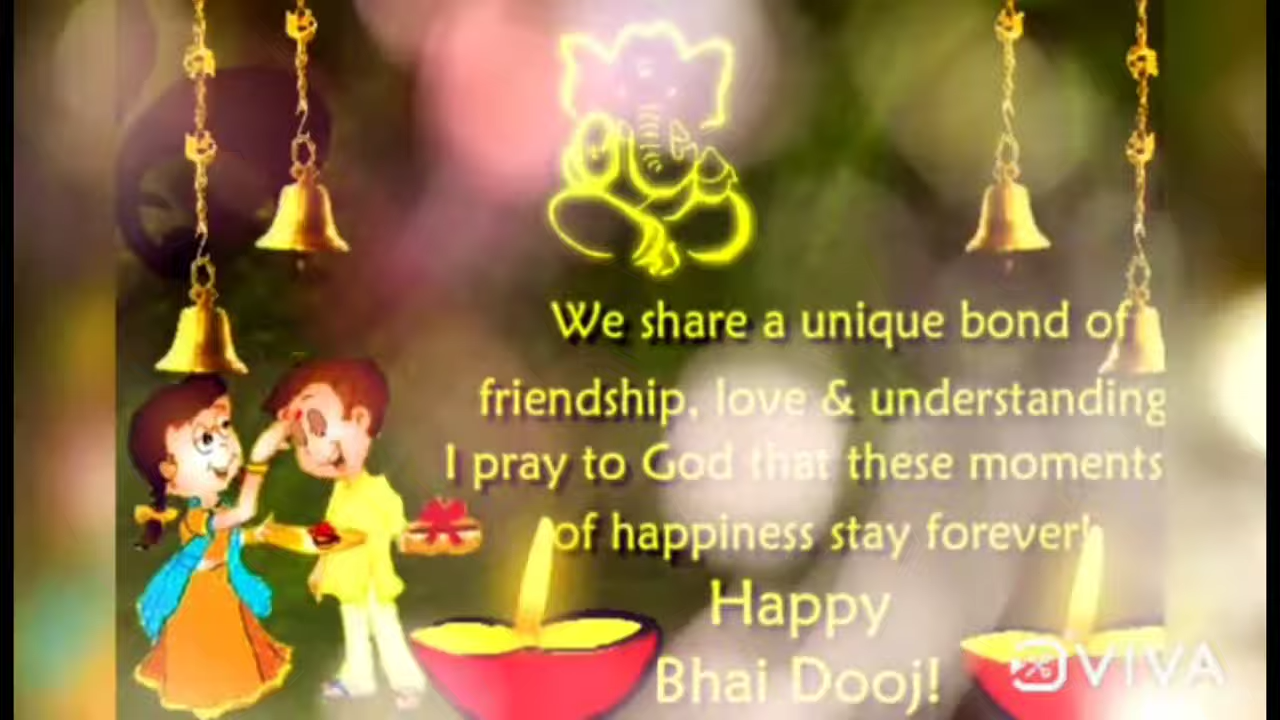 We share a unique bond of
friendship, love & understanding
I pray to God that these moments
of happiness stay forever!
Happy
Bhai Dooj!
VIVA